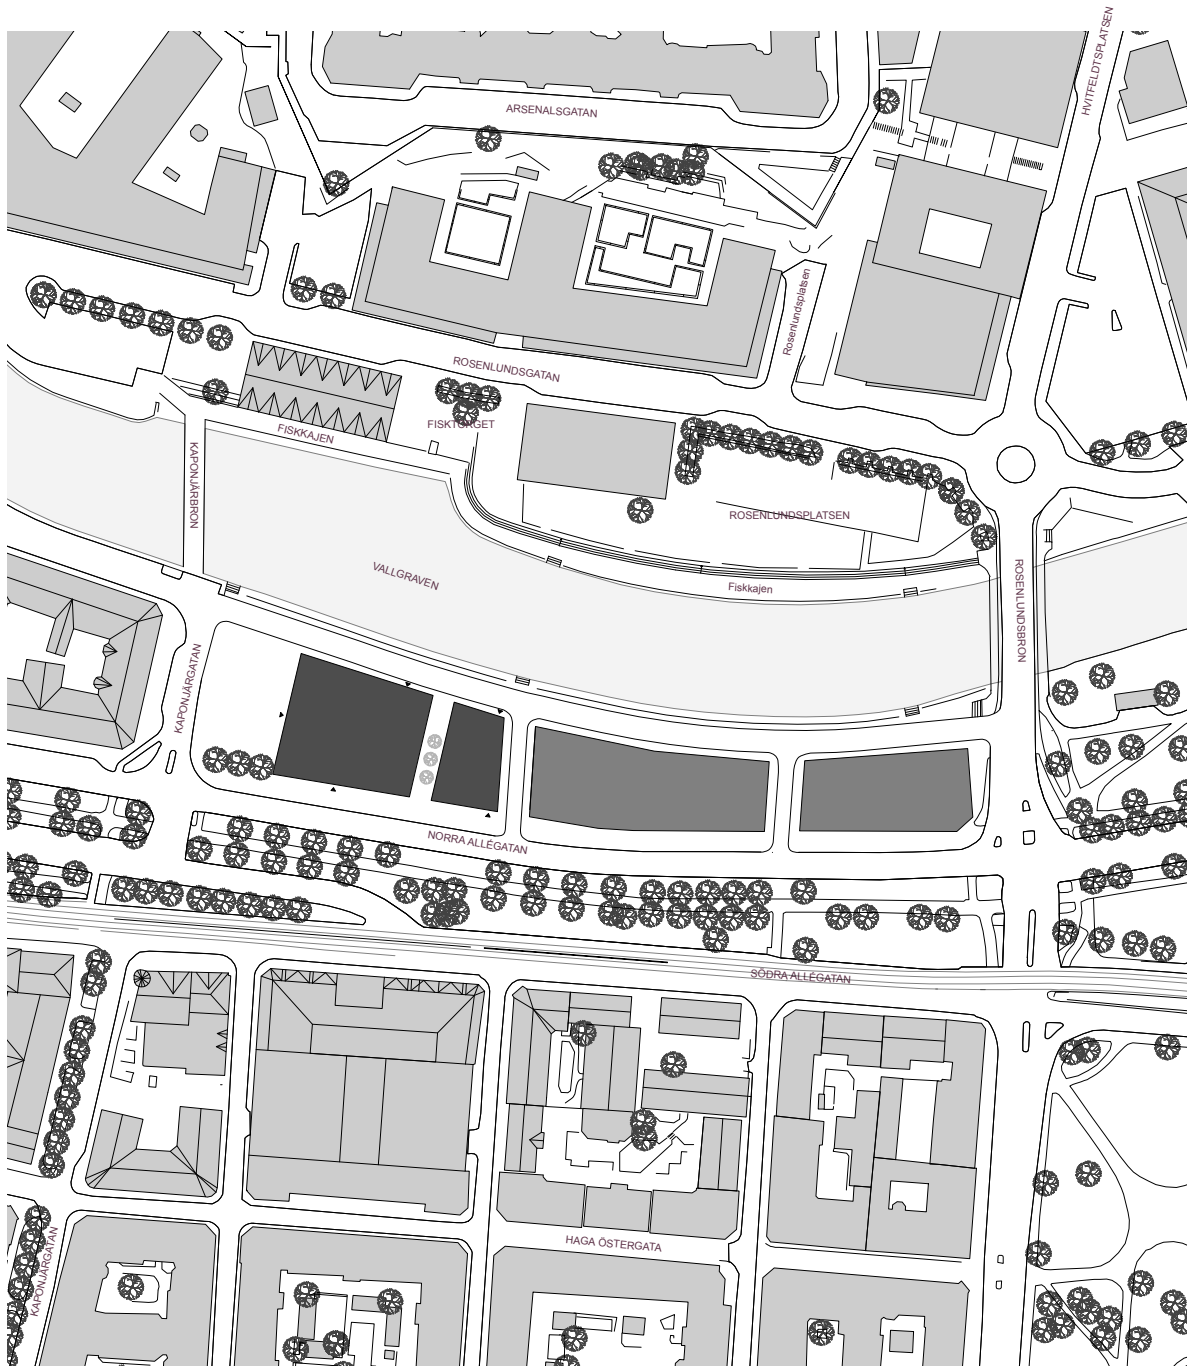 HVITFELDTSPLATSEN
ARSENALSGATAN
Rosenlundsplatsen
ROSENLUNDSGATAN
FISKTORGET
FISKKAJEN
KAPONJÄRBRON
ROSENLUNDSPLATSEN
VALLGRAVEN
Fiskkajen
ROSENLUNDSBRON
KAPONJÄRGATAN
NORRA ALLÉGATAN
SÖDRA ALLÉGATAN
HAGA ÖSTERGATA
KAPONJÄRGATAN